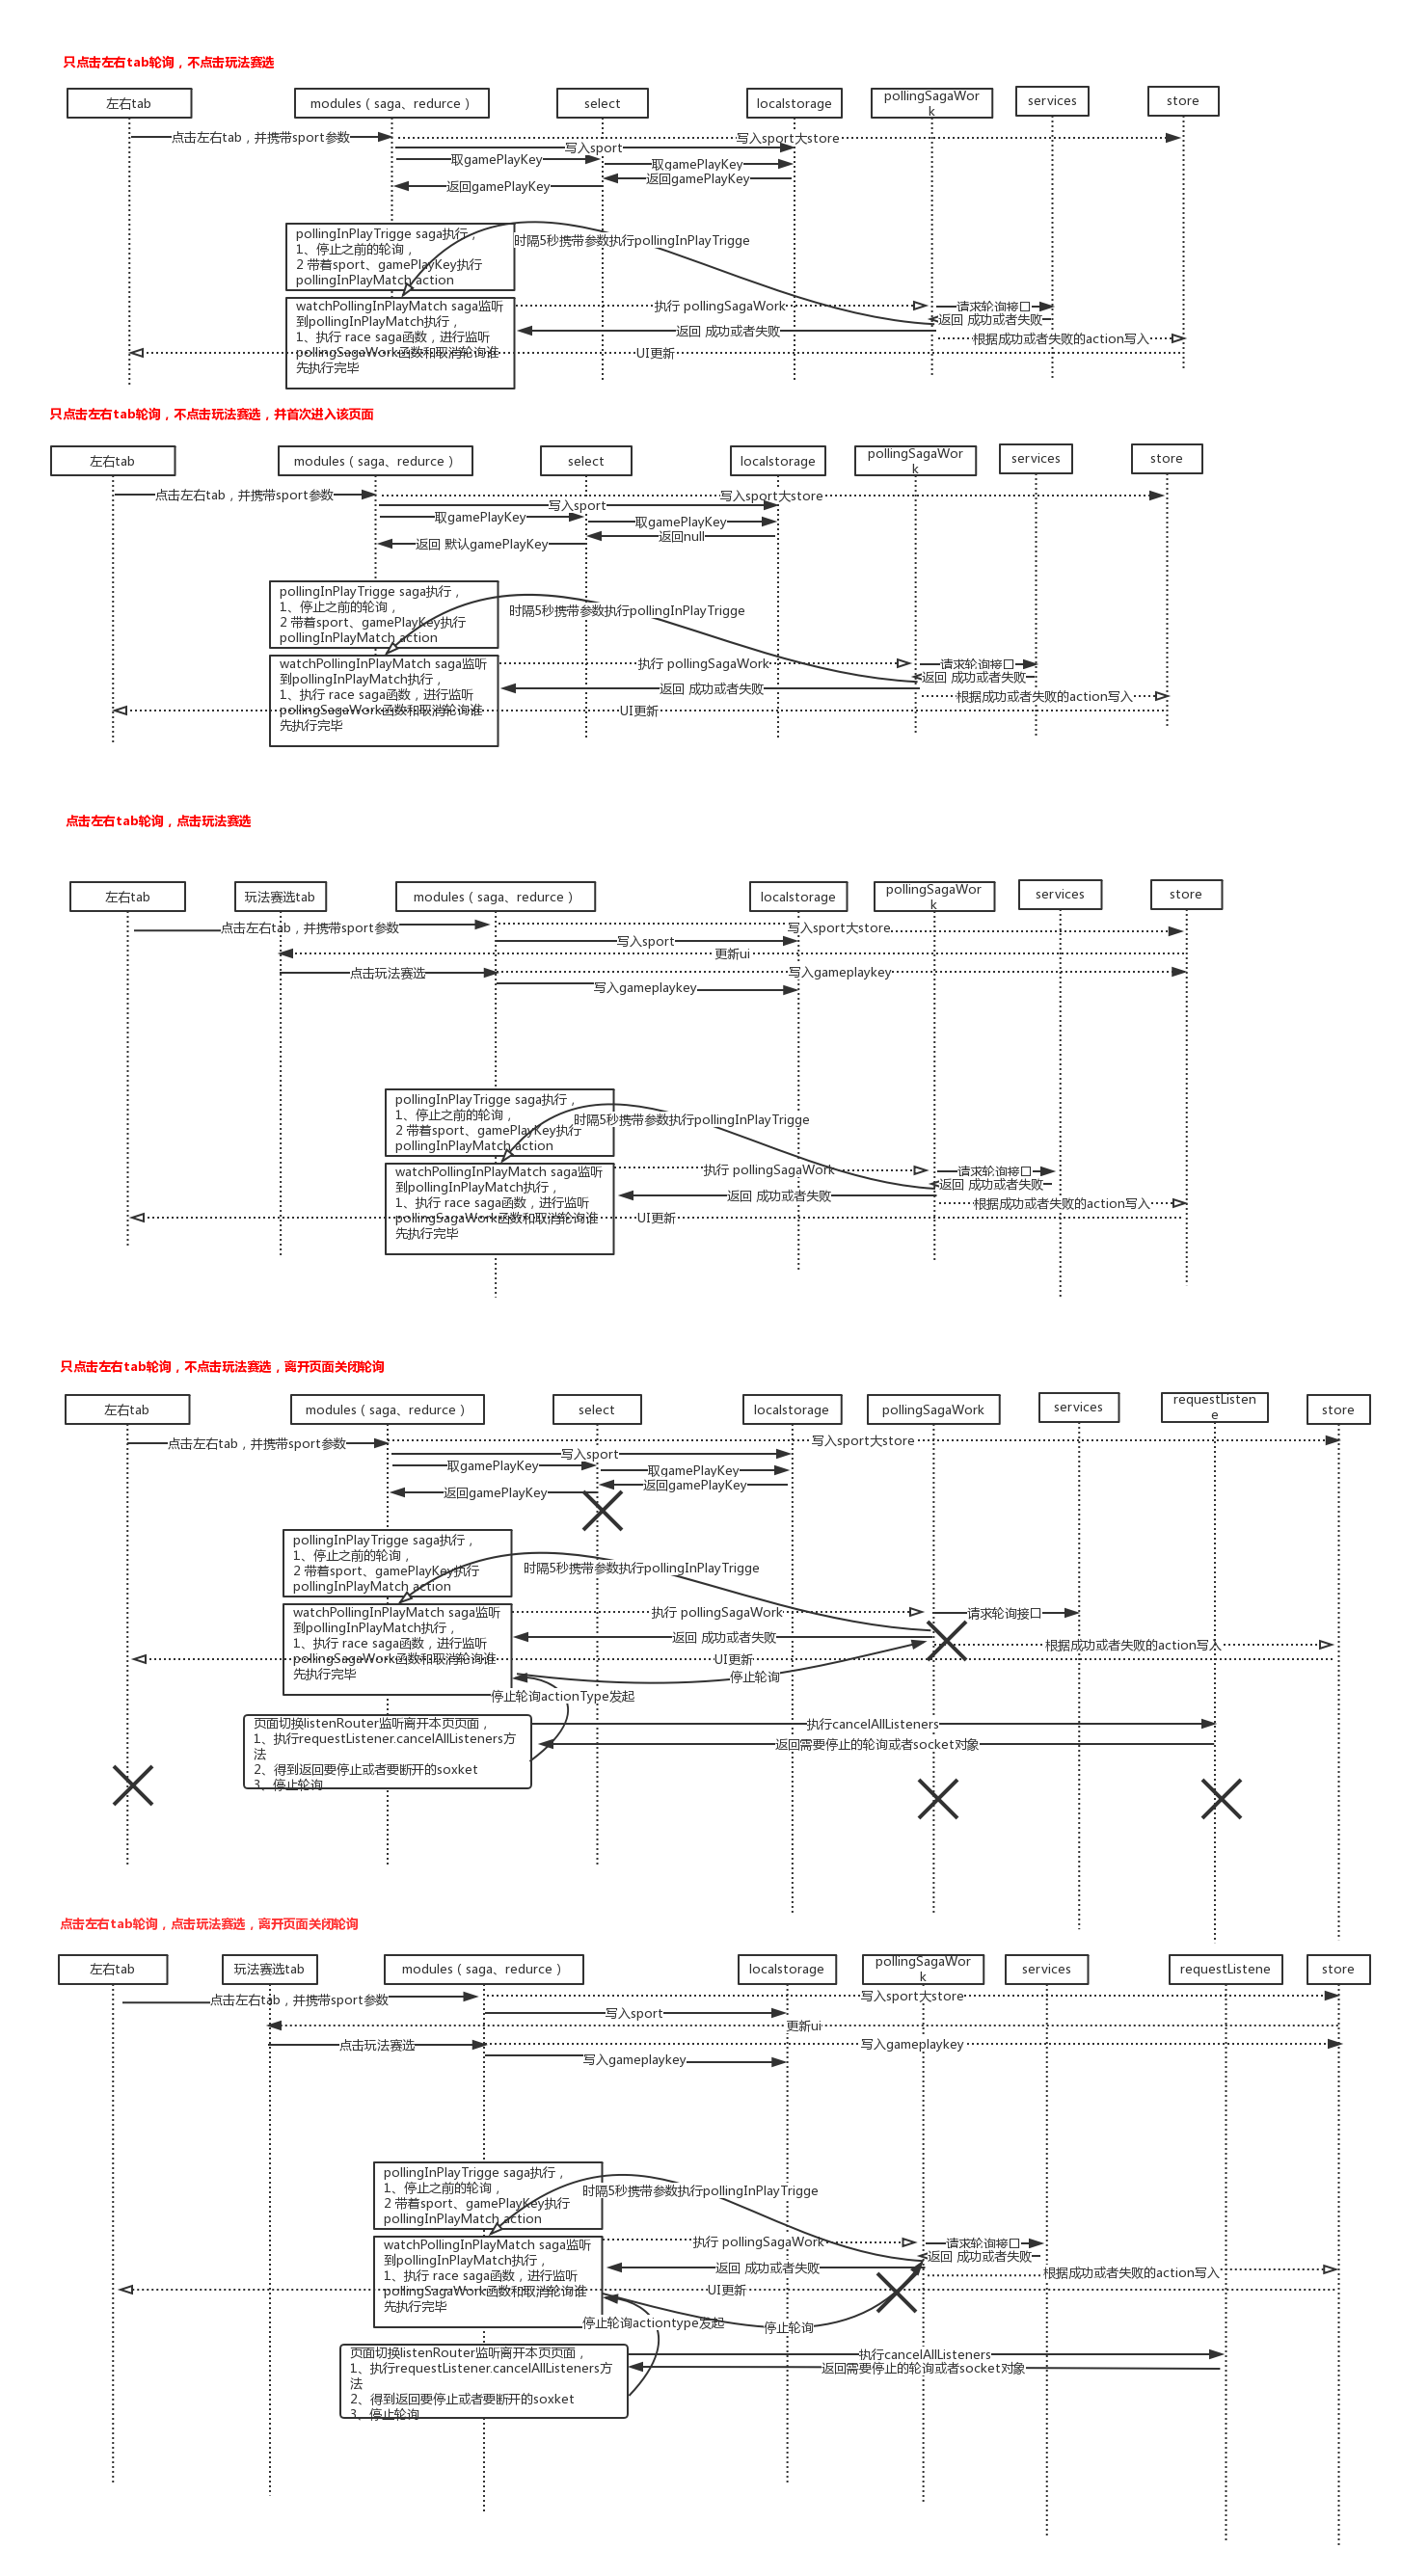 只点击左右tab轮询，不点击玩法赛选
左右tab
modules（saga、redurce）
select
localstorage
pollingSagaWor
k
services
store
点击左右tab，并携带sport参数
写入sport大store
写入sport
取gamePlayKey
取gamePlayKey
返回gamePlayKey
返回gamePlayKey
pollingInPlayTrigge saga执行，
1、停止之前的轮询，
2 带着sport、gamePlayKey执行
pollingInPlayMatch action
时隔5秒携带参数执行pollingInPlayTrigge
watchPollingInPlayMatch saga监听
到pollingInPlayMatch执行，
1、执行 race saga函数，进行监听
pollingSagaWork函数和取消轮询谁
先执行完毕
执行 pollingSagaWork
请求轮询接口
返回 成功或者失败
返回 成功或者失败
根据成功或者失败的action写入
UI更新
只点击左右tab轮询，不点击玩法赛选，并首次进入该页面
左右tab
modules（saga、redurce）
select
localstorage
pollingSagaWor
k
services
store
点击左右tab，并携带sport参数
写入sport大store
写入sport
取gamePlayKey
取gamePlayKey
返回null
返回 默认gamePlayKey
pollingInPlayTrigge saga执行，
1、停止之前的轮询，
2 带着sport、gamePlayKey执行
pollingInPlayMatch action
时隔5秒携带参数执行pollingInPlayTrigge
watchPollingInPlayMatch saga监听
到pollingInPlayMatch执行，
1、执行 race saga函数，进行监听
pollingSagaWork函数和取消轮询谁
先执行完毕
执行 pollingSagaWork
请求轮询接口
返回 成功或者失败
返回 成功或者失败
根据成功或者失败的action写入
UI更新
点击左右tab轮询，点击玩法赛选
左右tab
玩法赛选tab
modules（saga、redurce）
localstorage
pollingSagaWor
k
services
store
点击左右tab，并携带sport参数
写入sport大store
写入sport
更新ui
点击玩法赛选
写入gameplaykey
写入gameplaykey
pollingInPlayTrigge saga执行，
1、停止之前的轮询，
2 带着sport、gamePlayKey执行
pollingInPlayMatch action
时隔5秒携带参数执行pollingInPlayTrigge
watchPollingInPlayMatch saga监听
到pollingInPlayMatch执行，
1、执行 race saga函数，进行监听
pollingSagaWork函数和取消轮询谁
先执行完毕
执行 pollingSagaWork
请求轮询接口
返回 成功或者失败
返回 成功或者失败
根据成功或者失败的action写入
UI更新
只点击左右tab轮询，不点击玩法赛选，离开页面关闭轮询
左右tab
modules（saga、redurce）
select
localstorage
pollingSagaWork
services
requestListen
e
store
点击左右tab，并携带sport参数
写入sport大store
写入sport
取gamePlayKey
取gamePlayKey
返回gamePlayKey
返回gamePlayKey
pollingInPlayTrigge saga执行，
1、停止之前的轮询，
2 带着sport、gamePlayKey执行
pollingInPlayMatch action
时隔5秒携带参数执行pollingInPlayTrigge
watchPollingInPlayMatch saga监听
到pollingInPlayMatch执行，
1、执行 race saga函数，进行监听
pollingSagaWork函数和取消轮询谁
先执行完毕
执行 pollingSagaWork
请求轮询接口
返回 成功或者失败
根据成功或者失败的action写入
UI更新
停止轮询
停止轮询actionType发起
页面切换listenRouter监听离开本页页面，
1、执行requestListener.cancelAllListeners方
法
2、得到返回要停止或者要断开的soxket
3、停止轮询
执行cancelAllListeners
返回需要停止的轮询或者socket对象
点击左右tab轮询，点击玩法赛选，离开页面关闭轮询
左右tab
玩法赛选tab
modules（saga、redurce）
localstorage
pollingSagaWor
k
services
requestListene
store
点击左右tab，并携带sport参数
写入sport大store
写入sport
更新ui
点击玩法赛选
写入gameplaykey
写入gameplaykey
pollingInPlayTrigge saga执行，
1、停止之前的轮询，
2 带着sport、gamePlayKey执行
pollingInPlayMatch action
时隔5秒携带参数执行pollingInPlayTrigge
watchPollingInPlayMatch saga监听
到pollingInPlayMatch执行，
1、执行 race saga函数，进行监听
pollingSagaWork函数和取消轮询谁
先执行完毕
执行 pollingSagaWork
请求轮询接口
返回 成功或者失败
返回 成功或者失败
根据成功或者失败的action写入
UI更新
停止轮询actiontype发起
停止轮询
页面切换listenRouter监听离开本页页面，
1、执行requestListener.cancelAllListeners方
法
2、得到返回要停止或者要断开的soxket
3、停止轮询
执行cancelAllListeners
返回需要停止的轮询或者socket对象